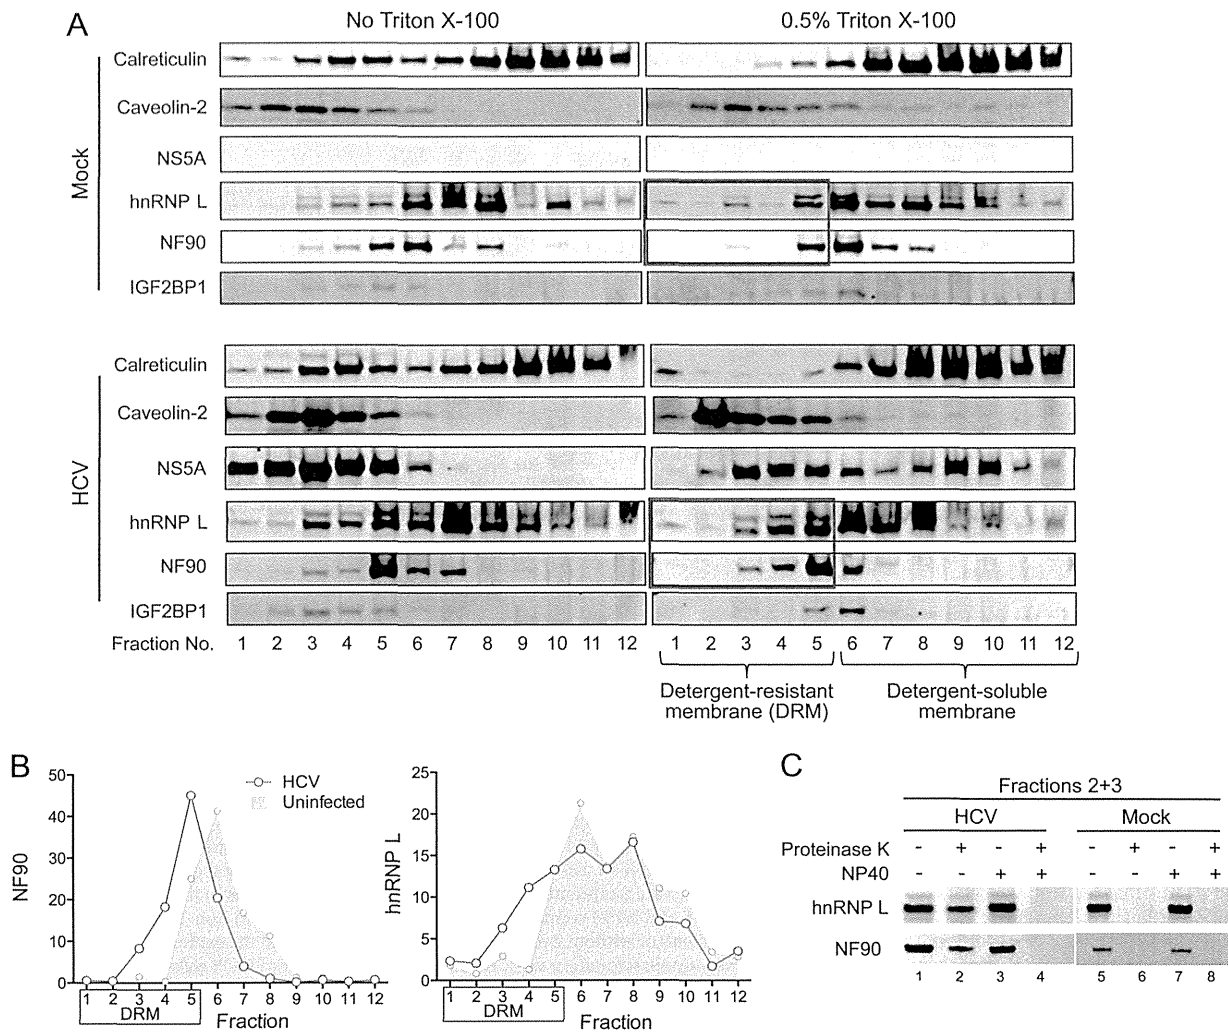 A
No Triton X-100
0.5% Triton X-100
Mock
Calreticulin
Caveolin-2
NS5A
hnRNP L
NF90
IGF2BP1
HCV
Calreticulin
Caveolin-2
NS5A
hnRNP L
NF90
IGF2BP1
Fraction No. 1 2 3 4 5 6 7 8 9 10 11 12 1 2 3 4 5 6 7 8 9 10 11 12
Detergent-resistant membrane (DRM)
Detergent-soluble membrane
B
NF90
50
40
30
20
10
0
HCV
Uninfected
1 2 3 4 5 6 7 8 9 10 11 12
DRM
Fraction
hnRNP L
25
20
15
10
5
0
1 2 3 4 5 6 7 8 9 10 11 12
DRM
Fraction
C
Fractions 2+3
HCV Mock
Proteinase K - + - + - + - +
NP40 - - + + - - + +
hnRNP L
NF90
1 2 3 4 5 6 7 8